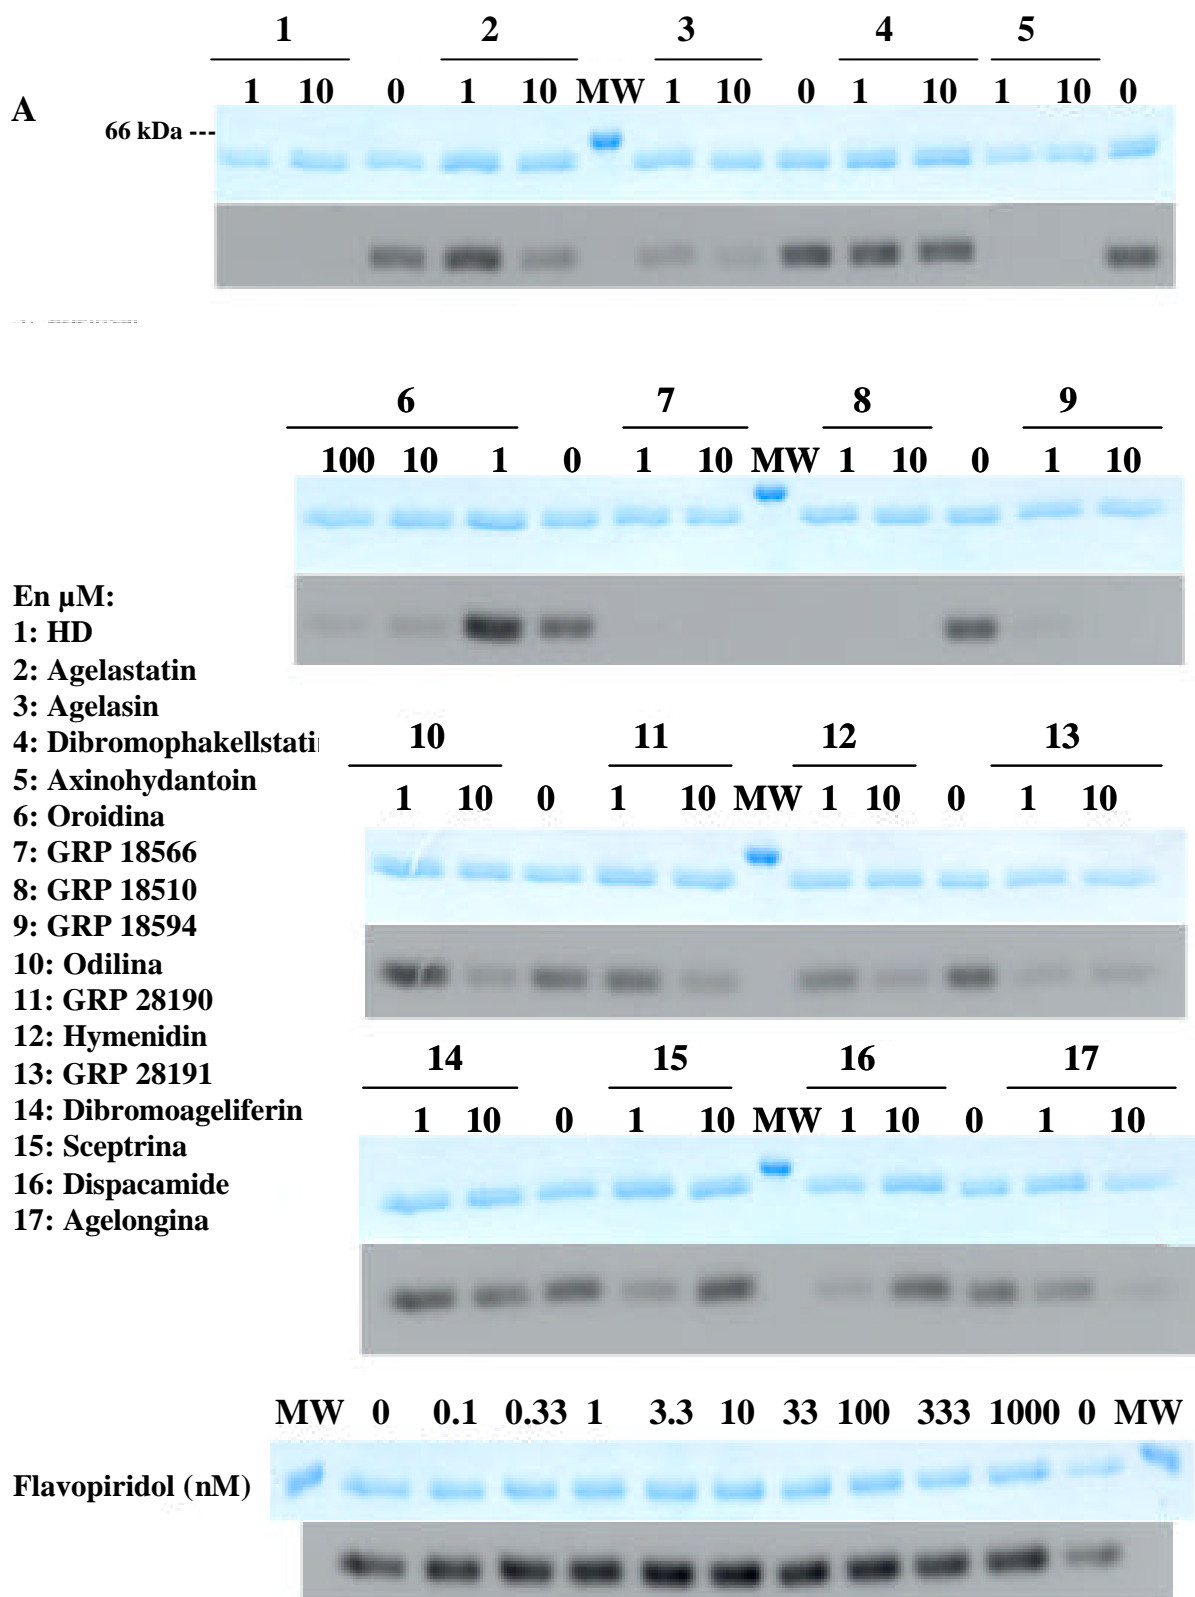 1 2 3 4 5
1 10 0 1 10 MW 1 10 0 1 10 1 10 0
A
66 kDa ---
6 7 8 9
100 10 1 0 1 10 MW 1 10 0 1 10
En µM:
1: HD
2: Agelastatin
3: Agelasin
4: Dibromophakellstati
5: Axinohydantoin
6: Oroidina
7: GRP 18566
8: GRP 18510
9: GRP 18594
10: Odilina
11: GRP 28190
12: Hymenidin
13: GRP 28191
14: Dibromoageliferin
15: Sceptrina
16: Dispacamide
17: Agelongina
10 11 12 13
1 10 0 1 10 MW 1 10 0 1 10
14 15 16 17
1 10 0 1 10 MW 1 10 0 1 10
MW 0 0.1 0.33 1 3.3 10 33 100 333 1000 0 MW
Flavopiridol (nM)